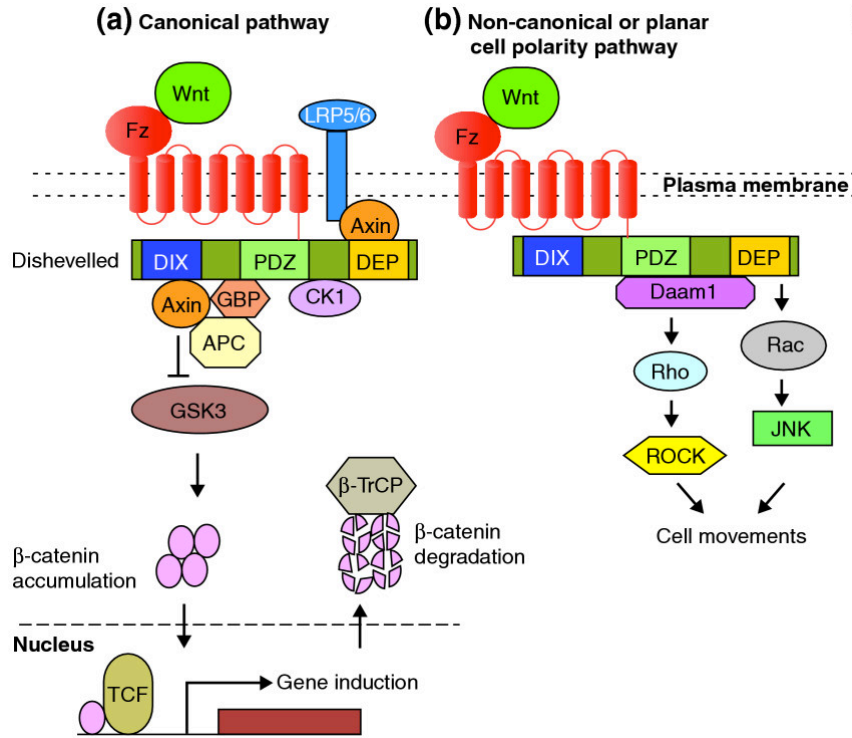 (a) Canonical pathway
Wnt
Fz
LRP5/6
Axin
Dishevelled
DIX
PDZ
DEP
Axin
GBP
CK1
APC
GSK3
β-catenin
accumulation
β-TrCP
β-catenin
degradation
Nucleus
TCF
Gene induction
(b) Non-canonical or planar
cell polarity pathway
Wnt
Fz
Plasma membrane
DIX
PDZ
DEP
Daam1
Rho
Rac
ROCK
JNK
Cell movements